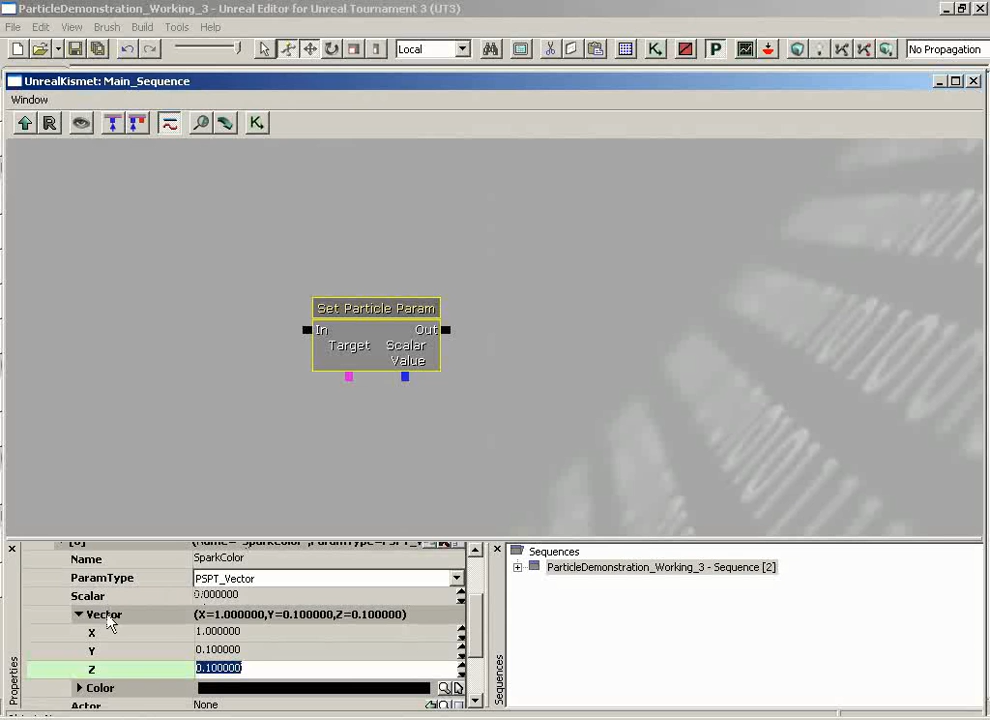 ParticleDemonstration_Working_3 - Unreal Editor for Unreal Tournament 3 (UT3)
File Edit View Brush Build Tools Help
Local
No Propagation
UnrealKismet: Main_Sequence
Window
Set Particle Param
In Out
Target Scalar
Value
Name SparkColor
ParamType PSPT_Vector
Scalar 0.000000
Vector (X=1.000000,Y=0.100000,Z=0.100000)
X 1.000000
Y 0.100000
Z 0.100000
Color
Actor None
Properties
Sequences
ParticleDemonstration_Working_3 - Sequence [2]
Sequences